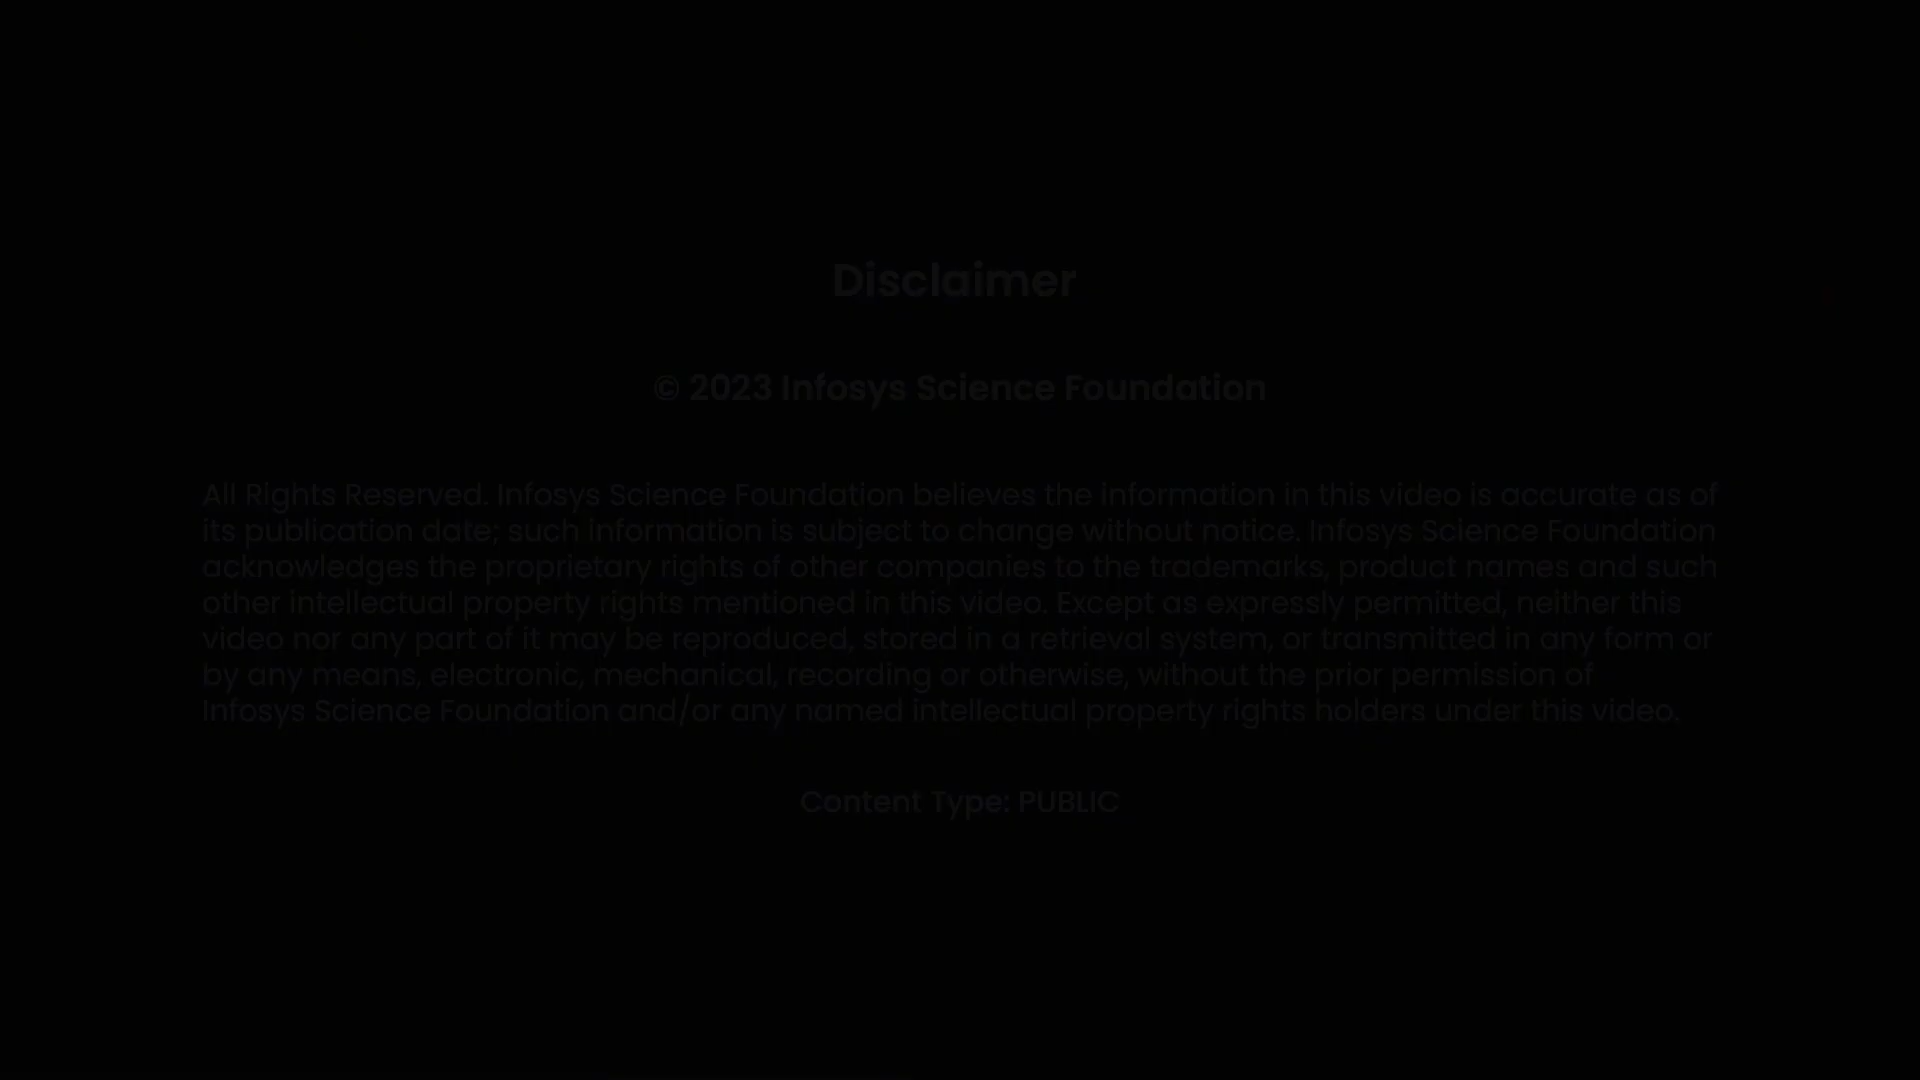 Disclaimer
© 2023 Infosys Science Foundation
All Rights Reserved. Infosys Science Foundation believes the information in this video is accurate as of
its publication date; such information is subject to change without notice. Infosys Science Foundation
acknowledges the proprietary rights of other companies to the trademarks, product names and such
other intellectual property rights mentioned in this video. Except as expressly permitted, neither this
video nor any part of it may be reproduced, stored in a retrieval system, or transmitted in any form or
by any means, electronic, mechanical, recording or otherwise, without the prior permission of
Infosys Science Foundation and/or any named intellectual property rights holders under this video.
Content Type: PUBLIC